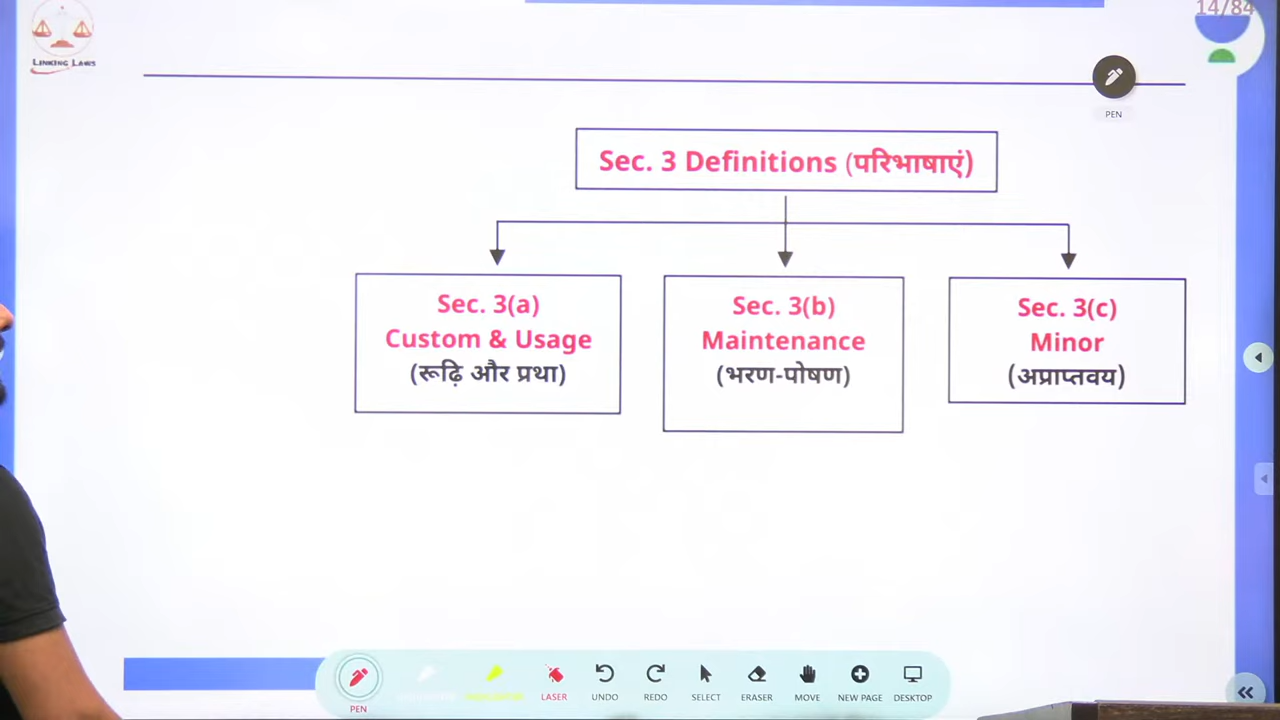 14/84
LINKING LAWS
PEN
Sec. 3 Definitions (परिभाषाएं)
Sec. 3(a)
Custom & Usage
(रूढ़ि और प्रथा)
Sec. 3(b)
Maintenance
(भरण-पोषण)
Sec. 3(c)
Minor
(अप्राप्तवय)
PEN
LASER
UNDO
REDO
SELECT
ERASER
MOVE
NEW PAGE
DESKTOP